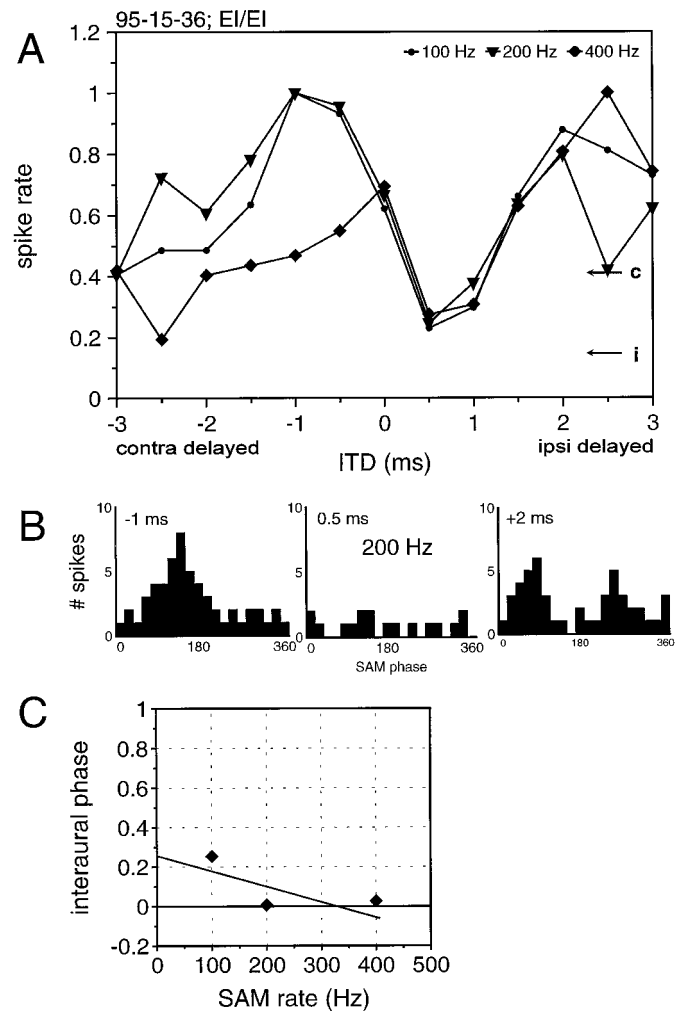 95-15-36; EI/EI
A
1.2
100 Hz 200 Hz 400 Hz
1
0.8
spike rate
0.6
0.4
c
0.2
i
0
-3 -2 -1 0 1 2 3
contra delayed
ipsi delayed
ITD (ms)
B
10 -1 ms
10 0.5 ms
10 +2 ms
200 Hz
# spikes
5 5 5
0 0 0
0 180 360 0 180 360 0 180 360
SAM phase
C
1
0.8
interaural phase
0.6
0.4
0.2
0
-0.2
0 100 200 300 400 500
SAM rate (Hz)